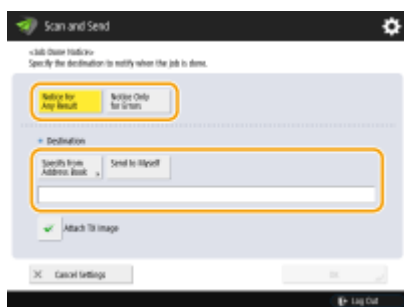 Scan and Send
<Job Done Notice>
Specify the destination to notify when the job is done.
Notice for
Any Result
Notice Only
for Errors
Destination
Specify from
Address Book
Send to Myself
Attach TX Image
Cancel Settings
OK
Log Out